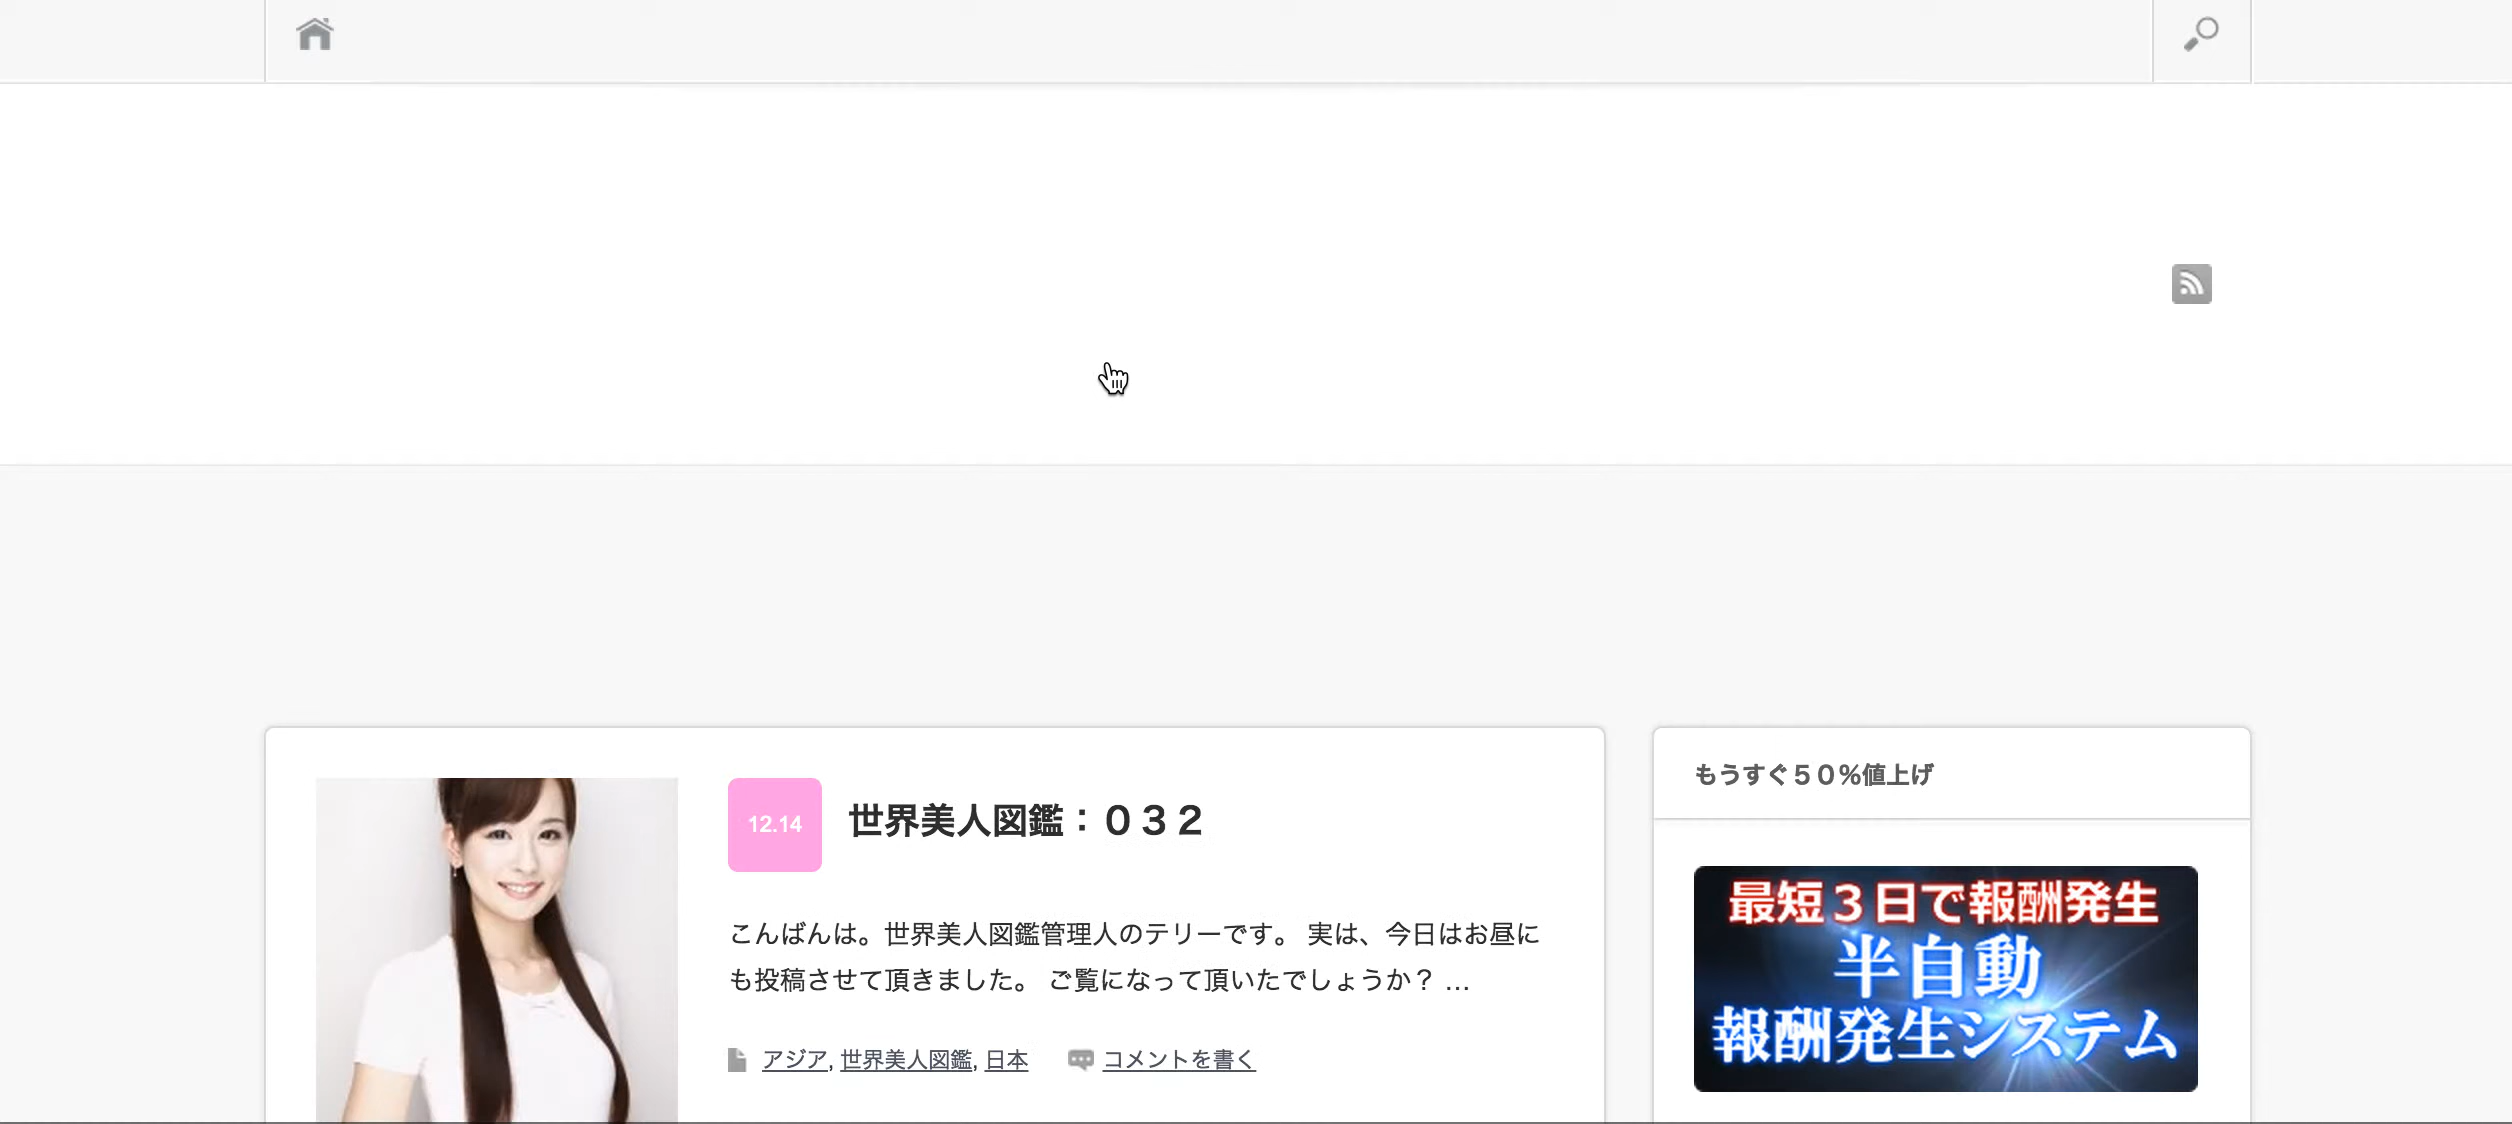 12.14
世界美人図鑑：０３２
こんばんは。世界美人図鑑管理人のテリーです。 実は、今日はお昼に
も投稿させて頂きました。 ご覧になって頂いたでしょうか？ ...
アジア, 世界美人図鑑, 日本 コメントを書く
もうすぐ５０％値上げ
最短３日で報酬発生
半自動
報酬発生システム